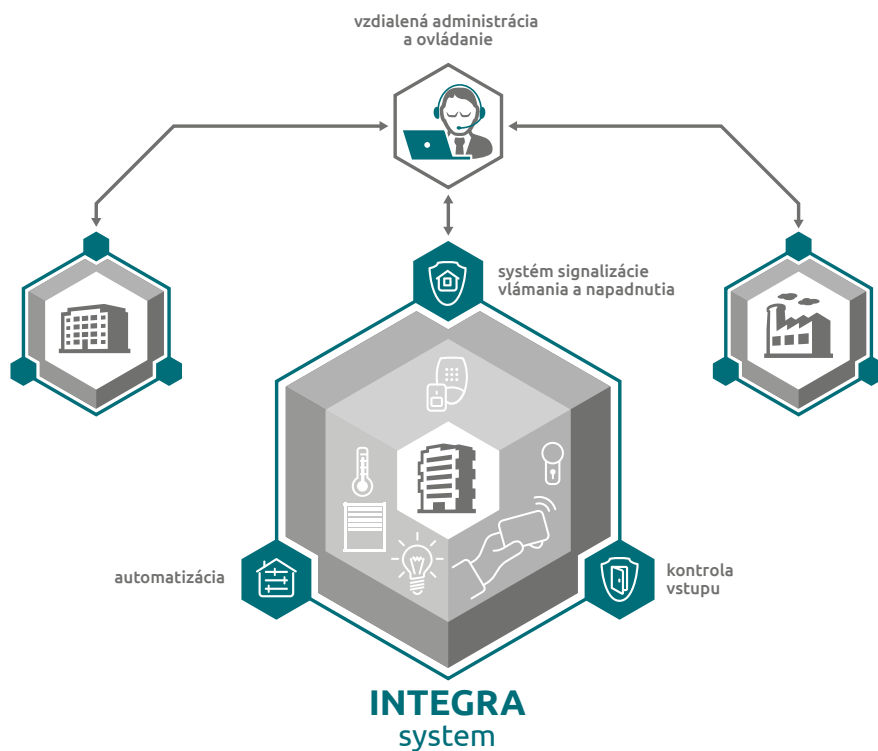 vzdialená administrácia
a ovládanie
systém signalizácie
vlámania a napadnutia
automatizácia
kontrola
vstupu
INTEGRA
system